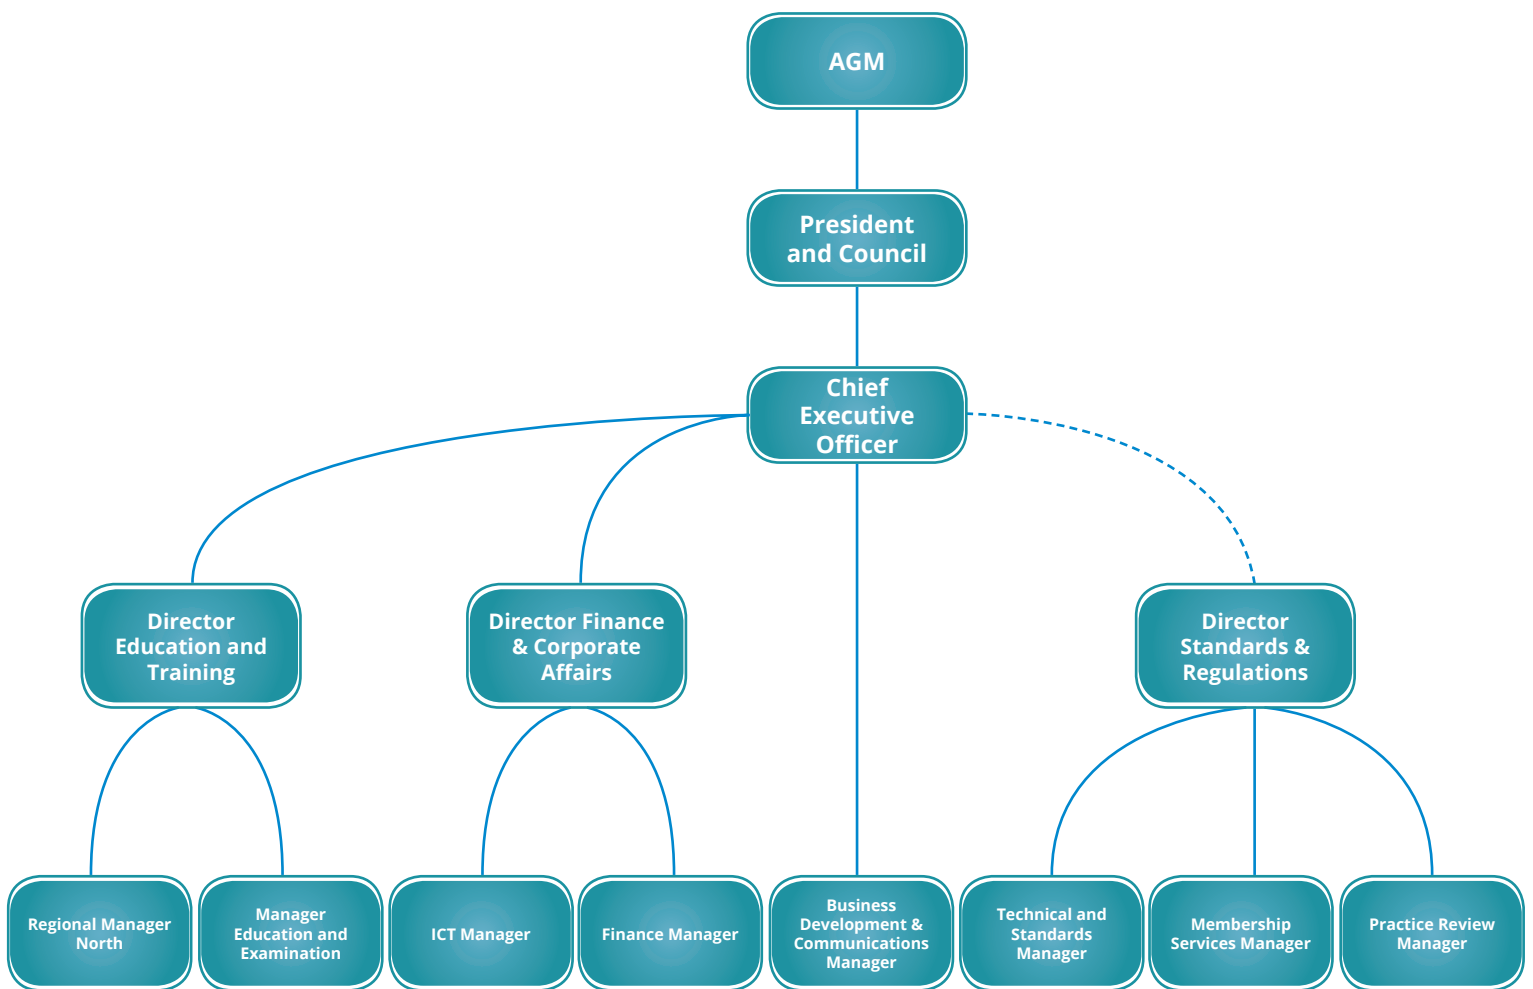 AGM
President
and Council
Chief
Executive
Officer
Director
Education and
Training
Director Finance
& Corporate
Affairs
Director
Standards &
Regulations
Regional Manager
North
Manager
Education and
Examination
ICT Manager
Finance Manager
Business
Development &
Communications
Manager
Technical and
Standards
Manager
Membership
Services Manager
Practice Review
Manager